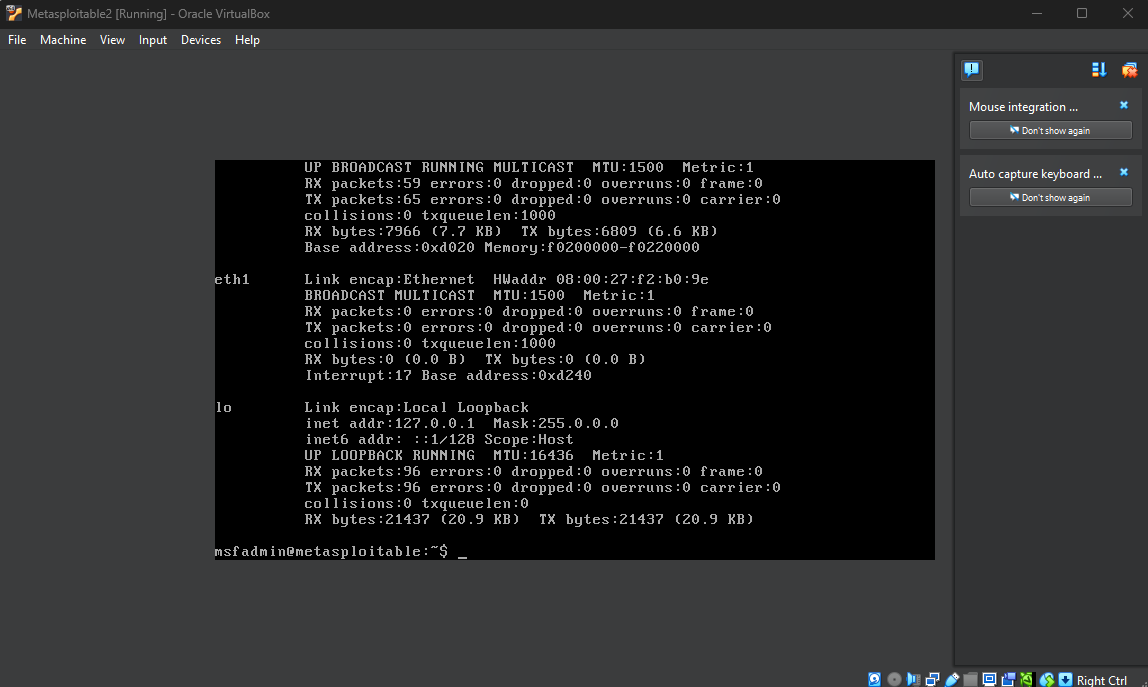 Metasploitable2 [Running] - Oracle VirtualBox
File Machine View Input Devices Help
Mouse integration ...
Don't show again
Auto capture keyboard ...
Don't show again
UP BROADCAST RUNNING MULTICAST  MTU:1500  Metric:1
RX packets:59 errors:0 dropped:0 overruns:0 frame:0
TX packets:65 errors:0 dropped:0 overruns:0 carrier:0
collisions:0 txqueuelen:1000
RX bytes:7966 (7.7 KB)  TX bytes:6809 (6.6 KB)
Base address:0xd020 Memory:f0200000-f0220000
eth1      Link encap:Ethernet  HWaddr 08:00:27:f2:b0:9e
BROADCAST MULTICAST  MTU:1500  Metric:1
RX packets:0 errors:0 dropped:0 overruns:0 frame:0
TX packets:0 errors:0 dropped:0 overruns:0 carrier:0
collisions:0 txqueuelen:1000
RX bytes:0 (0.0 B)  TX bytes:0 (0.0 B)
Interrupt:17 Base address:0xd240
lo        Link encap:Local Loopback
inet addr:127.0.0.1  Mask:255.0.0.0
inet6 addr: ::1/128 Scope:Host
UP LOOPBACK RUNNING  MTU:16436  Metric:1
RX packets:96 errors:0 dropped:0 overruns:0 frame:0
TX packets:96 errors:0 dropped:0 overruns:0 carrier:0
collisions:0 txqueuelen:0
RX bytes:21437 (20.9 KB)  TX bytes:21437 (20.9 KB)
msfadmin@metasploitable:~$ _
Right Ctrl